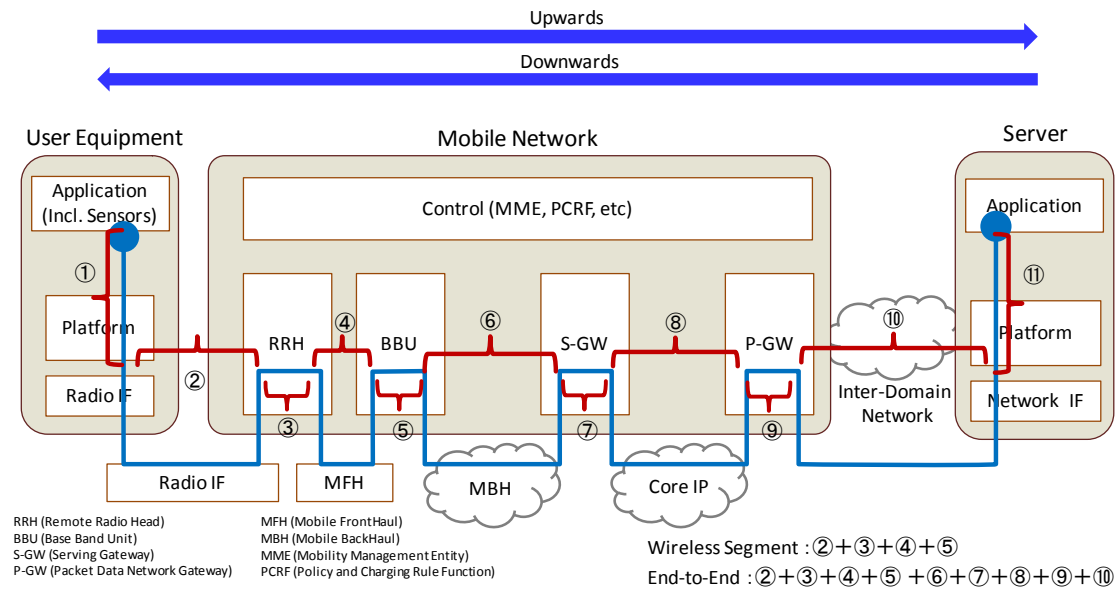 Upwards
Downwards
User Equipment
Mobile Network
Server
Application
(Incl. Sensors)
Control (MME, PCRF, etc)
Application
①
Platform
②
Radio IF
RRH
③
④
BBU
⑤
⑥
S-GW
⑦
⑧
P-GW
⑨
⑩
Inter-Domain
Network
⑪
Platform
Network IF
Radio IF
MFH
MBH
Core IP
RRH (Remote Radio Head)
BBU (Base Band Unit)
S-GW (Serving Gateway)
P-GW (Packet Data Network Gateway)
MFH (Mobile FrontHaul)
MBH (Mobile BackHaul)
MME (Mobility Management Entity)
PCRF (Policy and Charging Rule Function)
Wireless Segment : ②+③+④+⑤
End-to-End : ②+③+④+⑤ +⑥+⑦+⑧+⑨+⑩